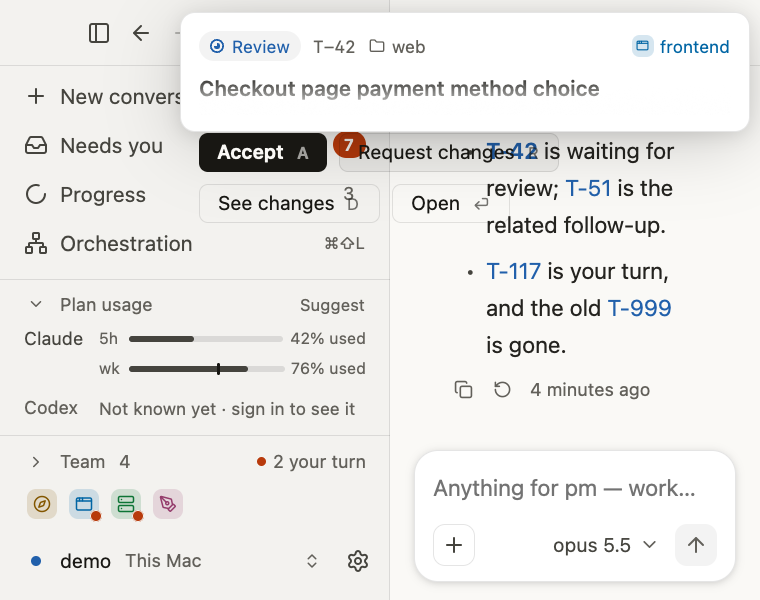 Review T–42 web frontend
Checkout page payment method choice
New convers
Needs you 7
Progress 3
Orchestration ⌘⇧L
Accept A Request changes R
See changes D Open ↵
T-42 is waiting for
review; T-51 is the
related follow-up.
• T-117 is your turn,
and the old T-999
is gone.
4 minutes ago
Plan usage Suggest
Claude 5h 42% used
wk 76% used
Codex Not known yet · sign in to see it
Team 4 2 your turn
demo This Mac
Anything for pm — work...
opus 5.5